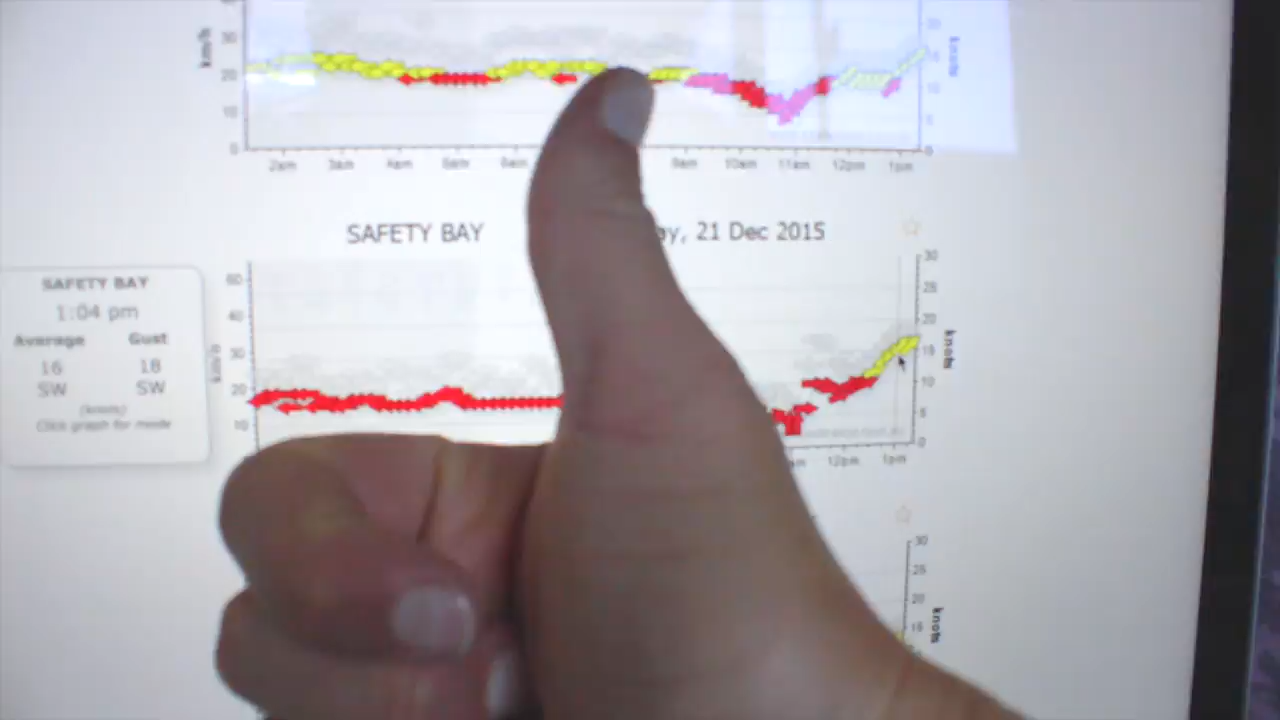 30
km/h
20
10
0
knots
2am 3am 4am 5am 6am 9am 10am 11am 12pm 1pm
SAFETY BAY
21 Dec 2015
SAFETY BAY
1:04 pm
Average Gust
16 18
SW SW
(knots)
Click graph for mode
km/h
40
30
20
10
30
25
20
15
10
5
0
knots
12pm 1pm
30
25
20
15
knots